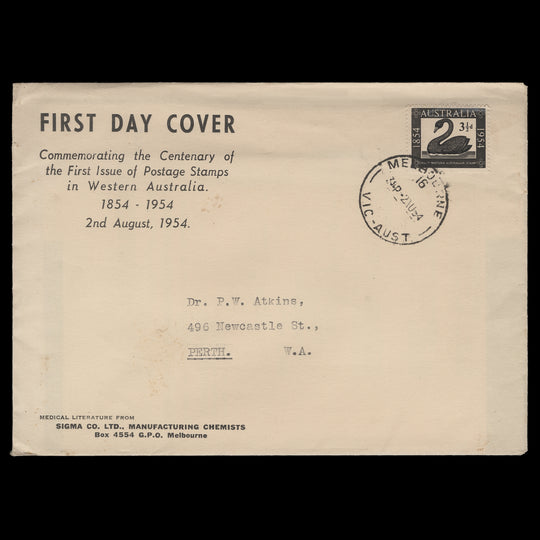 FIRST DAY COVER
Commemorating the Centenary of
the First Issue of Postage Stamps
in Western Australia.
1854 - 1954
2nd August, 1954.
AUSTRALIA
1854
3½d
1954
MELBOURNE
16
VIC-AUST
Dr. P.W. Atkins,
496 Newcastle St.,
PERTH. W.A.
MEDICAL LITERATURE FROM
SIGMA CO. LTD., MANUFACTURING CHEMISTS
Box 4554 G.P.O. Melbourne